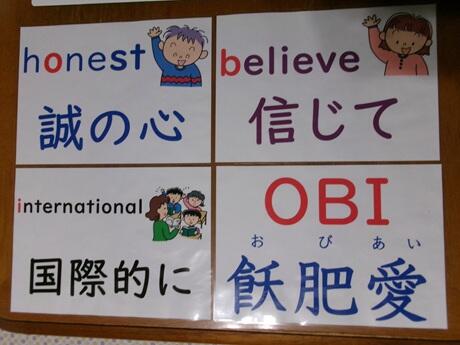 honest
誠の心
believe
信じて
international
国際的に
OBI
おびあい
飫肥愛